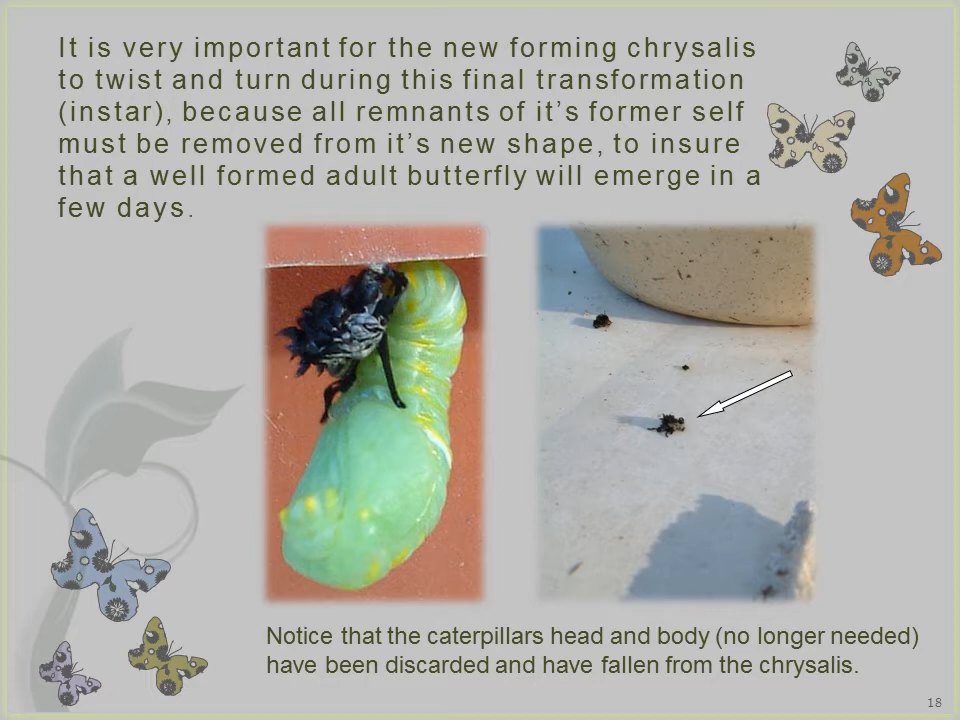 It is very important for the new forming chrysalis
to twist and turn during this final transformation
(instar), because all remnants of it’s former self
must be removed from it’s new shape, to insure
that a well formed adult butterfly will emerge in a
few days.
Notice that the caterpillars head and body (no longer needed)
have been discarded and have fallen from the chrysalis.
18